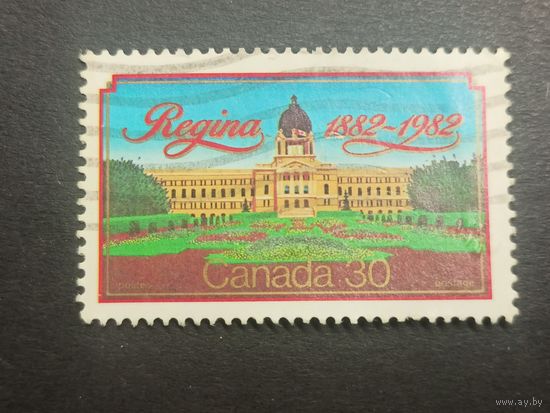 Regina 1882-1982
Canada 30
postes postage
www.ay.by